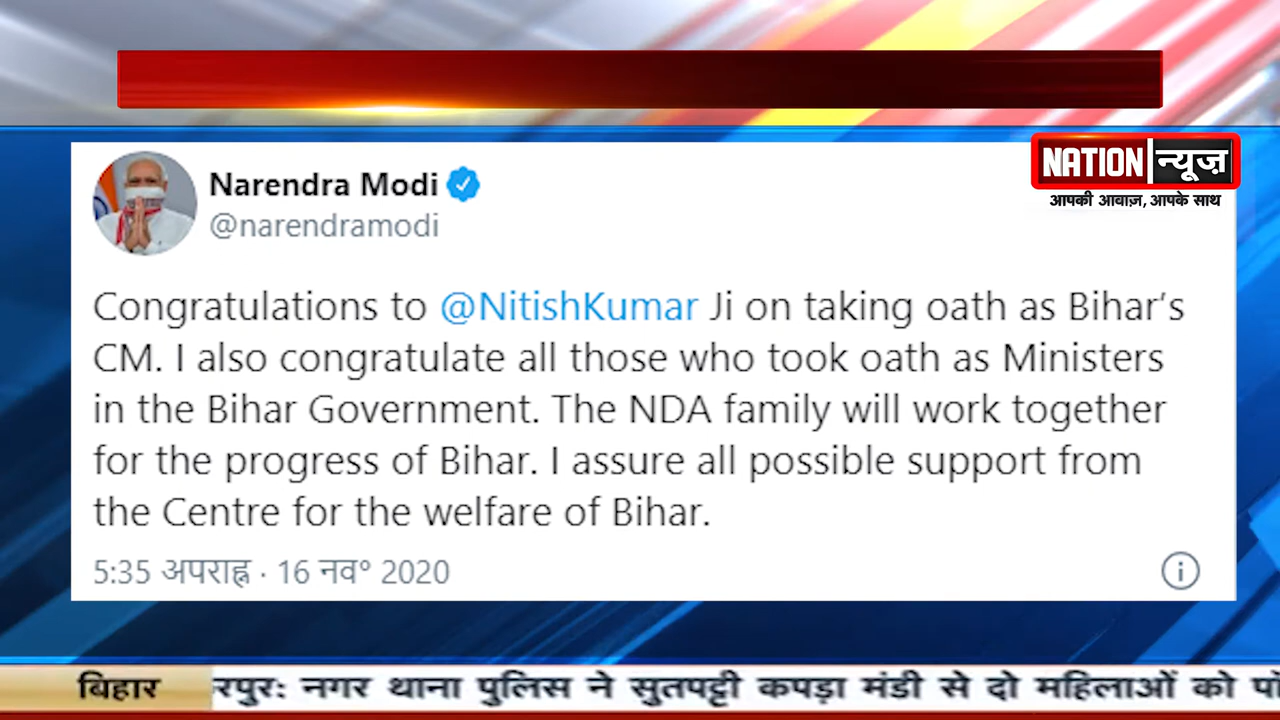 NATION न्यूज़
आपकी आवाज़, आपके साथ
Narendra Modi
@narendramodi
Congratulations to @NitishKumar Ji on taking oath as Bihar's
CM. I also congratulate all those who took oath as Ministers
in the Bihar Government. The NDA family will work together
for the progress of Bihar. I assure all possible support from
the Centre for the welfare of Bihar.
5:35 अपराह्न · 16 नव° 2020
बिहार रपुर: नगर थाना पुलिस ने सुतपट्टी कपड़ा मंडी से दो महिलाओं को